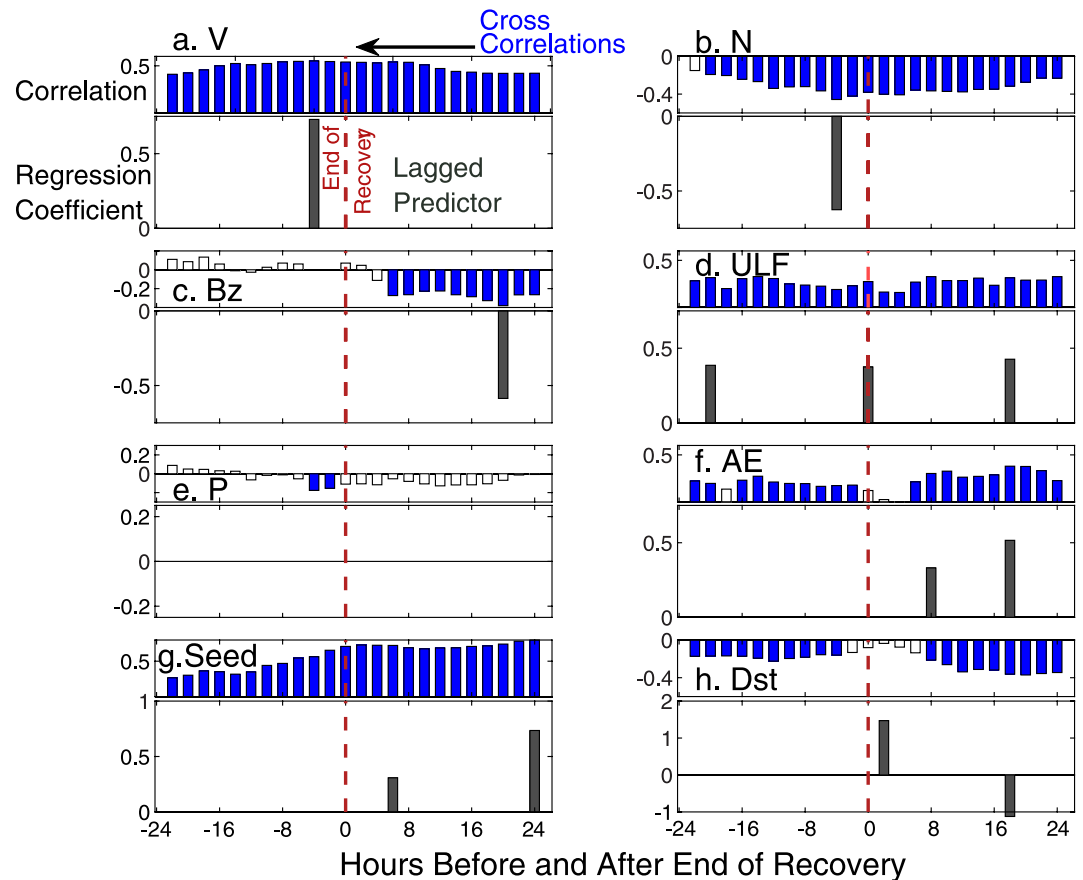 a. V
Cross
Correlations
b. N
0.5
Correlation
0
-0.4
0.5
0
Regression
Coefficient
End of
Recovey
Lagged
Predictor
0
-0.5
0
-0.2
c. Bz
0.5
d. ULF
0
-0.5
0.5
0
0.2
0
e. P
f. AE
0.2
0
-0.2
0.5
0
g.Seed
0.5
0
-0.4
h. Dst
1
0
2
1
0
-1
-24 -16 -8 0 8 16 24
-24 -16 -8 0 8 16 24
Hours Before and After End of Recovery